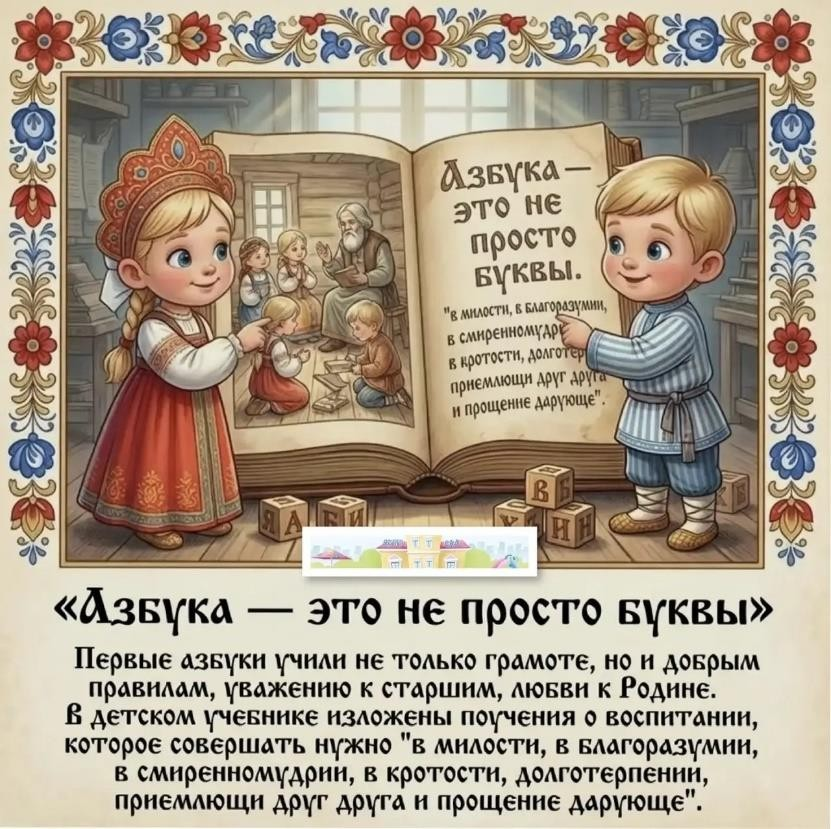 Азбука —
это не
просто
буквы.
"в милости, в благоразумии,
в смиренномудр
в кротости, долготер
приемлющи друг друга
и прощение дарующе".
Я А Б И
В Б
Х И Н
«Азбука — это не просто буквы»
Первые азбуки учили не только грамоте, но и добрым
правилам, уважению к старшим, любви к Родине.
В детском учебнике изложены поучения о воспитании,
которое совершать нужно "в милости, в благоразумии,
в смиренномудрии, в кротости, долготерпении,
приемлющи друг друга и прощение дарующе".